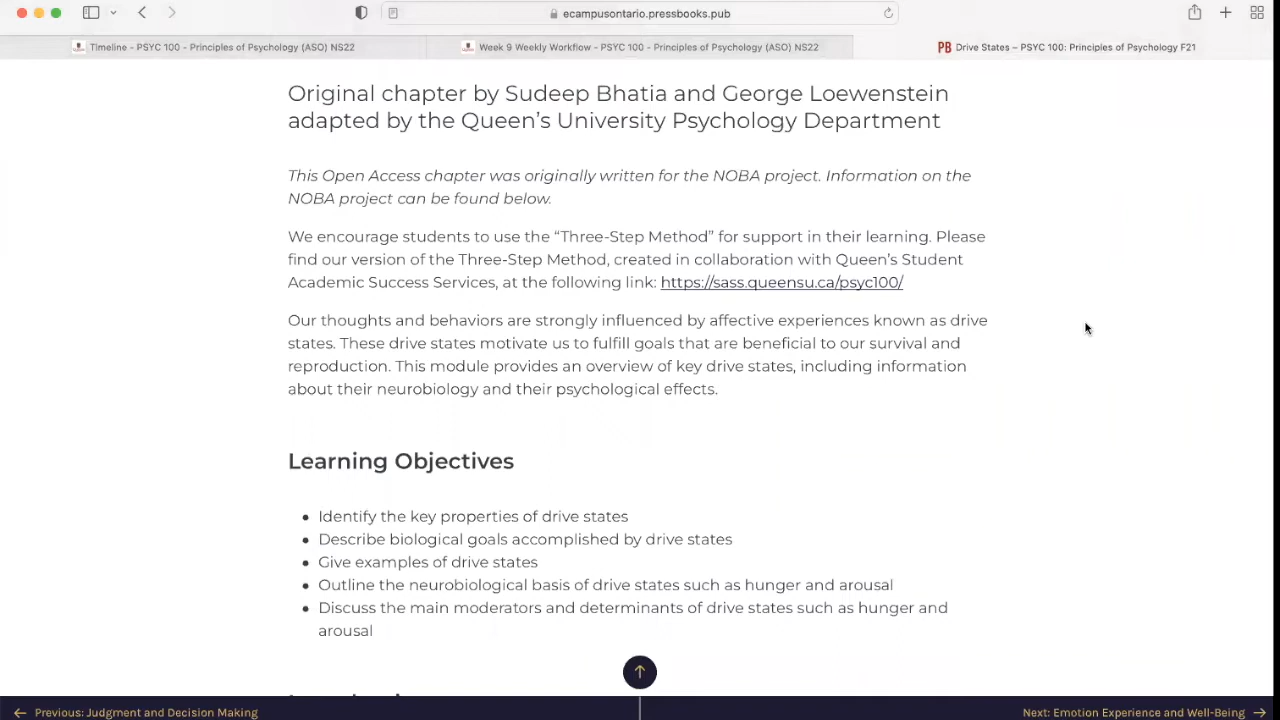 ecampusontario.pressbooks.pub
Timeline - PSYC 100 - Principles of Psychology (ASO) NS22
Week 9 Weekly Workflow - PSYC 100 - Principles of Psychology (ASO) NS22
PB Drive States – PSYC 100: Principles of Psychology F21
Original chapter by Sudeep Bhatia and George Loewenstein
adapted by the Queen's University Psychology Department
This Open Access chapter was originally written for the NOBA project. Information on the
NOBA project can be found below.
We encourage students to use the “Three-Step Method” for support in their learning. Please
find our version of the Three-Step Method, created in collaboration with Queen's Student
Academic Success Services, at the following link: https://sass.queensu.ca/psyc100/
Our thoughts and behaviors are strongly influenced by affective experiences known as drive
states. These drive states motivate us to fulfill goals that are beneficial to our survival and
reproduction. This module provides an overview of key drive states, including information
about their neurobiology and their psychological effects.
Learning Objectives
• Identify the key properties of drive states
• Describe biological goals accomplished by drive states
• Give examples of drive states
• Outline the neurobiological basis of drive states such as hunger and arousal
• Discuss the main moderators and determinants of drive states such as hunger and
arousal
← Previous: Judgment and Decision Making
Next: Emotion Experience and Well-Being →